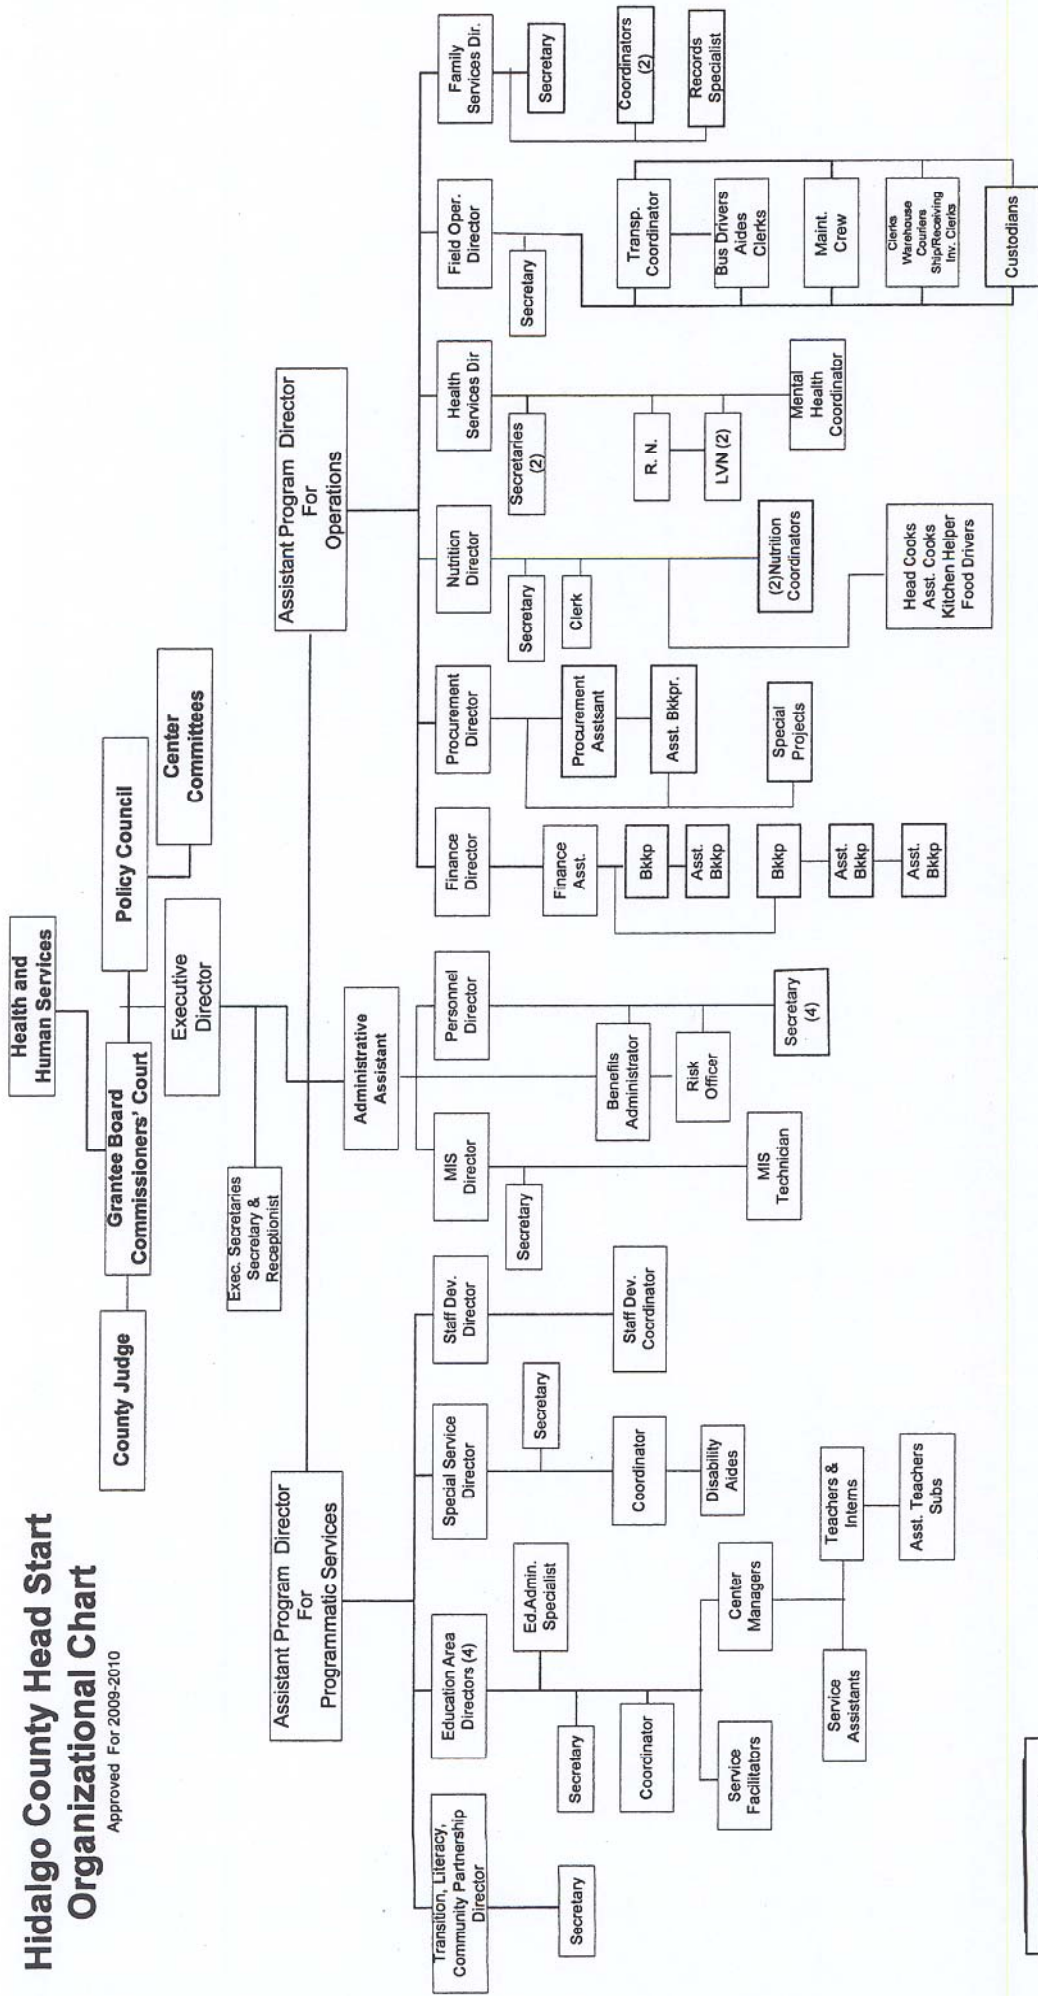 Hidalgo County Head Start
Organizational Chart
Approved For 2009-2010
Health and
Human Services
County Judge
Grantee Board
Commissioners' Court
Policy Council
Center
Committees
Executive
Director
Exec. Secretaries
Secretary &
Receptionist
Assistant Program Director
For
Programmatic Services
Administrative
Assistant
Assistant Program Director
For
Operations
Transition, Literacy,
Community Partnership
Director
Secretary
Education Area
Directors (4)
Ed.Admin.
Specialist
Secretary
Coordinator
Service
Facilitators
Center
Managers
Service
Assistants
Teachers &
Interns
Asst. Teachers
Subs
Special Service
Director
Secretary
Coordinator
Disability
Aides
Staff Dev.
Director
Staff Dev.
Cocrdinator
MIS
Director
Secretary
MIS
Technician
Personnel
Director
Benefits
Administrator
Risk
Officer
Secretary
(4)
Finance
Director
Finance
Asst.
Bkkp
Asst.
Bkkp
Bkkp
Asst.
Bkkp
Asst.
Bkkp
Procurement
Director
Procurement
Asstsant
Asst. Bkkpr.
Special
Projects
Nutrition
Director
Secretary
Clerk
(2)Nutrition
Coordinators
Head Cooks
Asst. Cooks
Kitchen Helper
Food Drivers
Health
Services Dir
Secretaries
(2)
R. N.
LVN (2)
Mental
Health
Coordinator
Field Oper.
Director
Secretary
Transp.
Coordinator
Bus Drivers
Aides
Clerks
Maint.
Crew
Clerks
Warehouse
Couriers
Ship/Receiving
Inv. Clerks
Custodians
Family
Services Dir.
Secretary
Coordinators
(2)
Records
Specialist